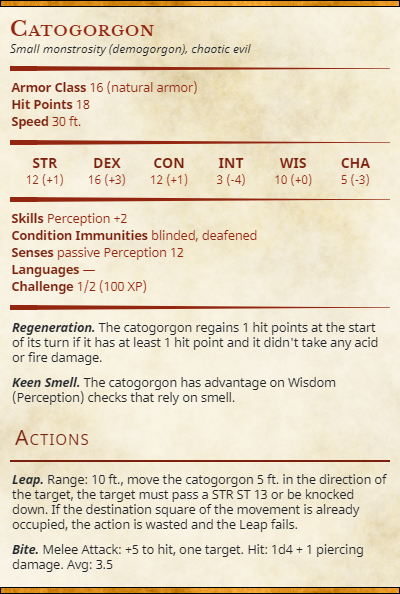 Catogorgon
Small monstrosity (demogorgon), chaotic evil
Armor Class 16 (natural armor)
Hit Points 18
Speed 30 ft.
STR DEX CON INT WIS CHA
12 (+1) 16 (+3) 12 (+1) 3 (-4) 10 (+0) 5 (-3)
Skills Perception +2
Condition Immunities blinded, deafened
Senses passive Perception 12
Languages —
Challenge 1/2 (100 XP)
Regeneration. The catogorgon regains 1 hit points at the start
of its turn if it has at least 1 hit point and it didn't take any acid
or fire damage.
Keen Smell. The catogorgon has advantage on Wisdom
(Perception) checks that rely on smell.
Actions
Leap. Range: 10 ft., move the catogorgon 5 ft. in the direction of
the target, the target must pass a STR ST 13 or be knocked
down. If the destination square of the movement is already
occupied, the action is wasted and the Leap fails.
Bite. Melee Attack: +5 to hit, one target. Hit: 1d4 + 1 piercing
damage. Avg: 3.5